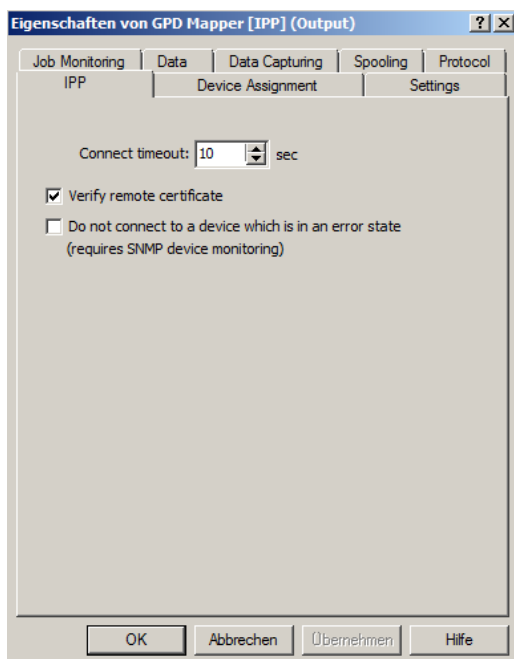 Eigenschaften von GPD Mapper [IPP] (Output)
Job Monitoring
Data
Data Capturing
Spooling
Protocol
IPP
Device Assignment
Settings
Connect timeout: 10 sec
Verify remote certificate
Do not connect to a device which is in an error state
(requires SNMP device monitoring)
OK
Abbrechen
Übernehmen
Hilfe